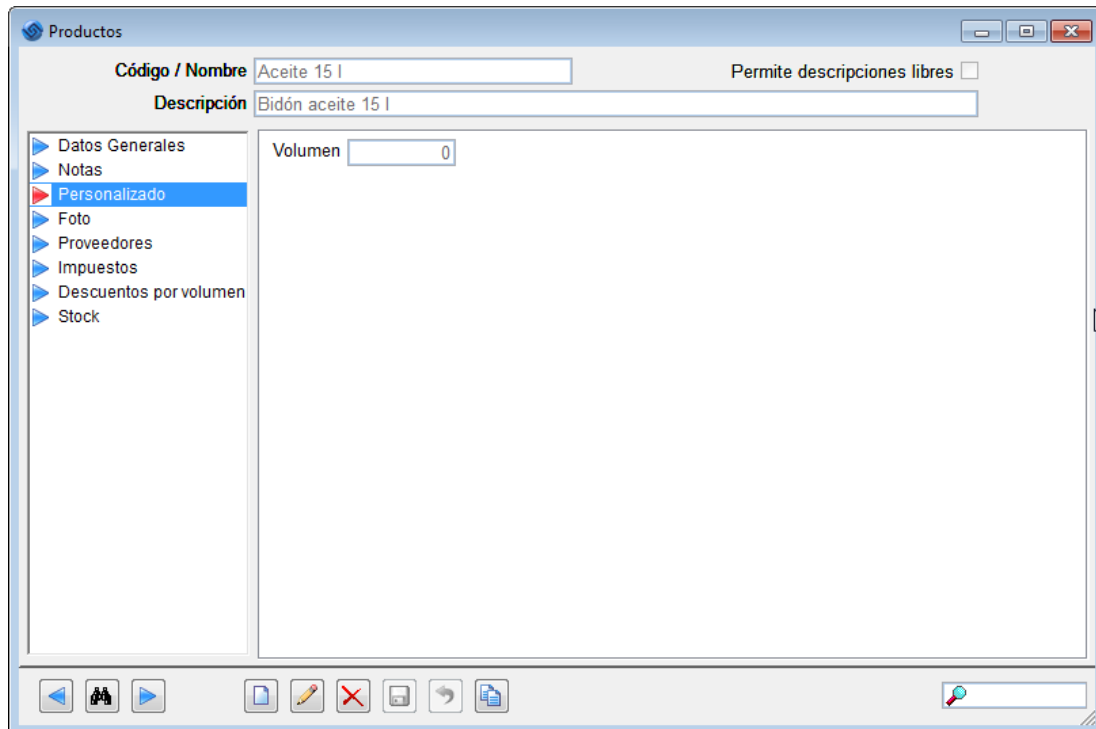 Productos
Código / Nombre Aceite 15 l Permite descripciones libres
Descripción Bidón aceite 15 l
Datos Generales
Volumen 0
Notas
Personalizado
Foto
Proveedores
Impuestos
Descuentos por volumen
Stock